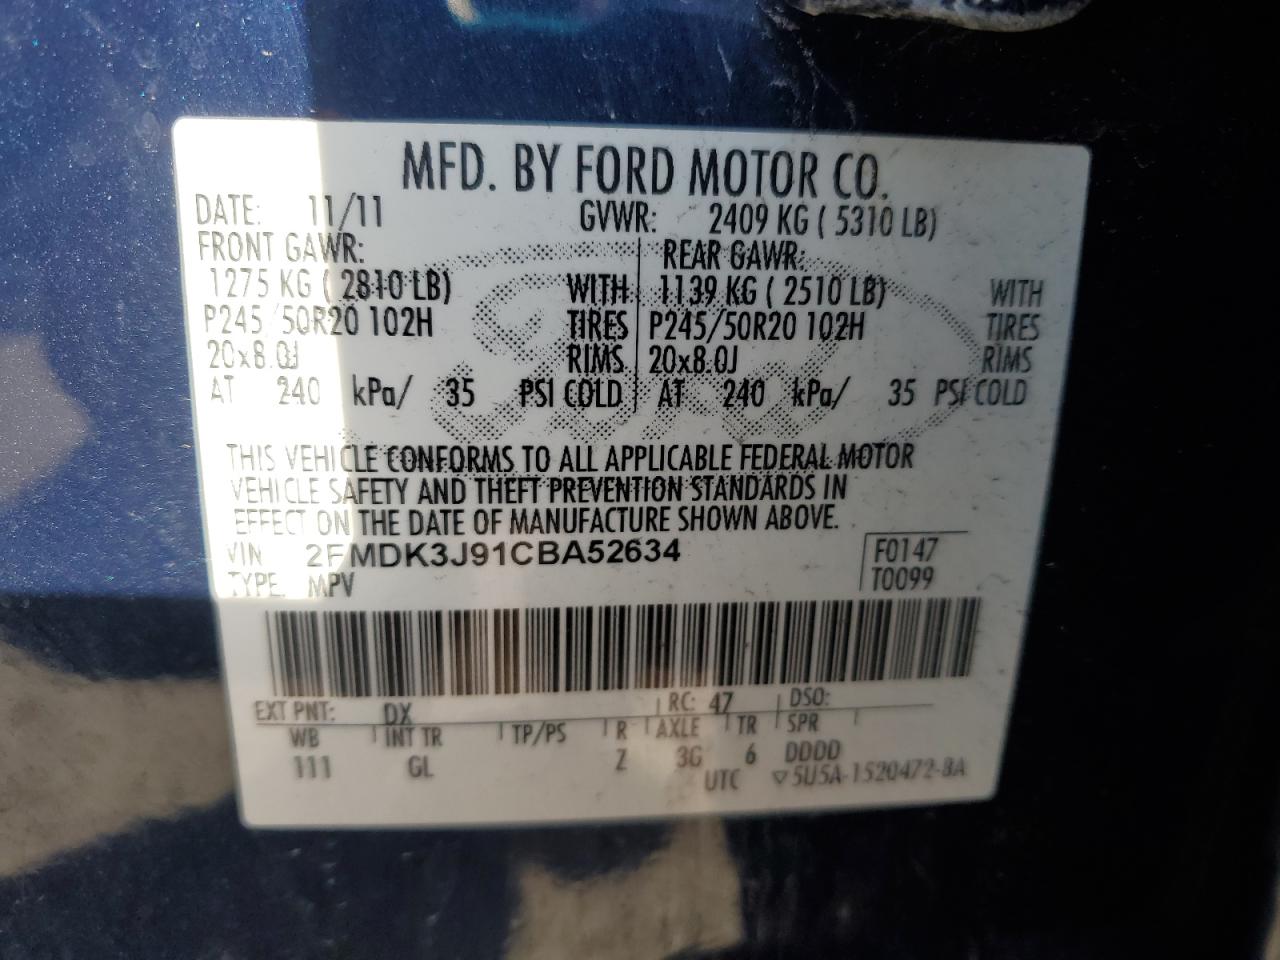 MFD. BY FORD MOTOR CO.
DATE: 11/11 GVWR: 2409 KG ( 5310 LB)
FRONT GAWR: REAR GAWR:
1275 KG ( 2810 LB) WITH 1139 KG ( 2510 LB) WITH
P245/50R20 102H TIRES P245/50R20 102H TIRES
20x8.0J RIMS 20x8.0J RIMS
AT 240 kPa/ 35 PSI COLD AT 240 kPa/ 35 PSI COLD
THIS VEHICLE CONFORMS TO ALL APPLICABLE FEDERAL MOTOR
VEHICLE SAFETY AND THEFT PREVENTION STANDARDS IN
EFFECT ON THE DATE OF MANUFACTURE SHOWN ABOVE.
VIN 2FMDK3J91CBA52634 F0147
TYPE MPV T0099
EXT PNT: DX RC: 47 DSO:
WB INT TR TP/PS R AXLE TR SPR
111 GL Z 3G 6 DDDD
UTC ▽5U5A-1520472-BA